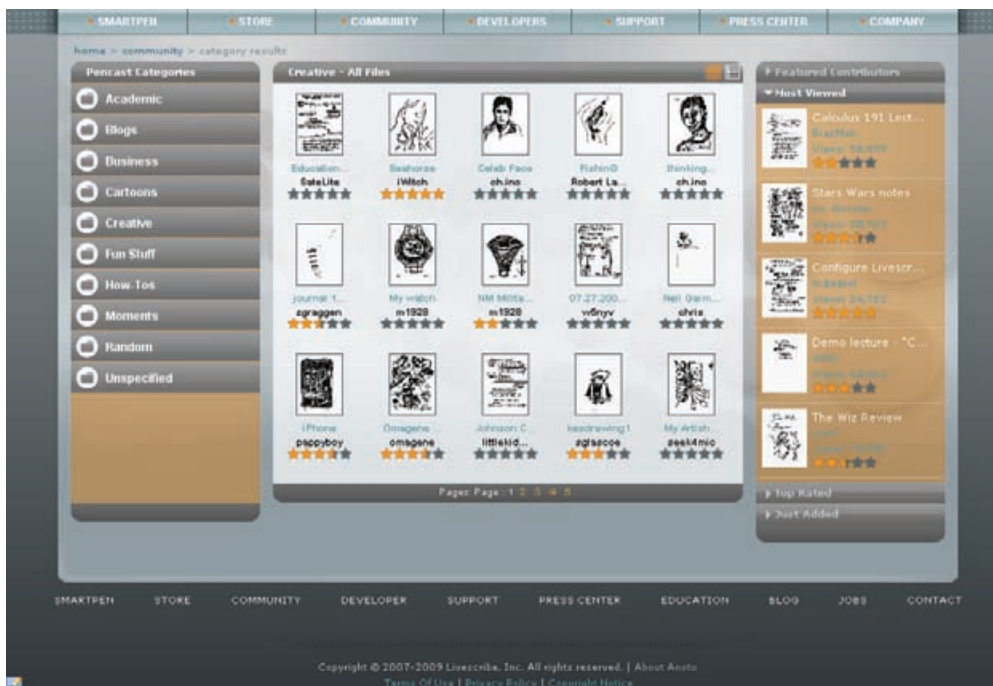 SMARTPEN STORE COMMUNITY DEVELOPERS SUPPORT PRESS CENTER COMPANY
home > community > category results
Pencast Categories
Academic
Blogs
Business
Cartoons
Creative
Fun Stuff
How-Tos
Moments
Random
Unspecified
Creative - All Files
Education... Seahorse Celeb Face Fishin thinking...
SateLite iWitch ch.ino Robert La... ch.ino
journal 1... My watch NM Milita... 07.27.200... Neil Gaim...
zgraggen m1928 m1928 w6nyv chris
iPhone Omagene ... Johnson C... kessdrawing1 My Artish...
pappyboy omagene littlekid... zglascoe seek4mic
Pages: Page: 1 2 3 4 5
Featured Contributors
Most Viewed
Calculus 191 Lect...
Stars Wars notes
Configure Livescr...
Demo lecture - "C...
The Wiz Review
Top Rated
Just Added
SMARTPEN STORE COMMUNITY DEVELOPER SUPPORT PRESS CENTER EDUCATION BLOG JOBS CONTACT
Copyright © 2007-2009 Livescribe, Inc. All rights reserved. | About Anoto
Terms Of Use | Privacy Policy | Copyright Notice